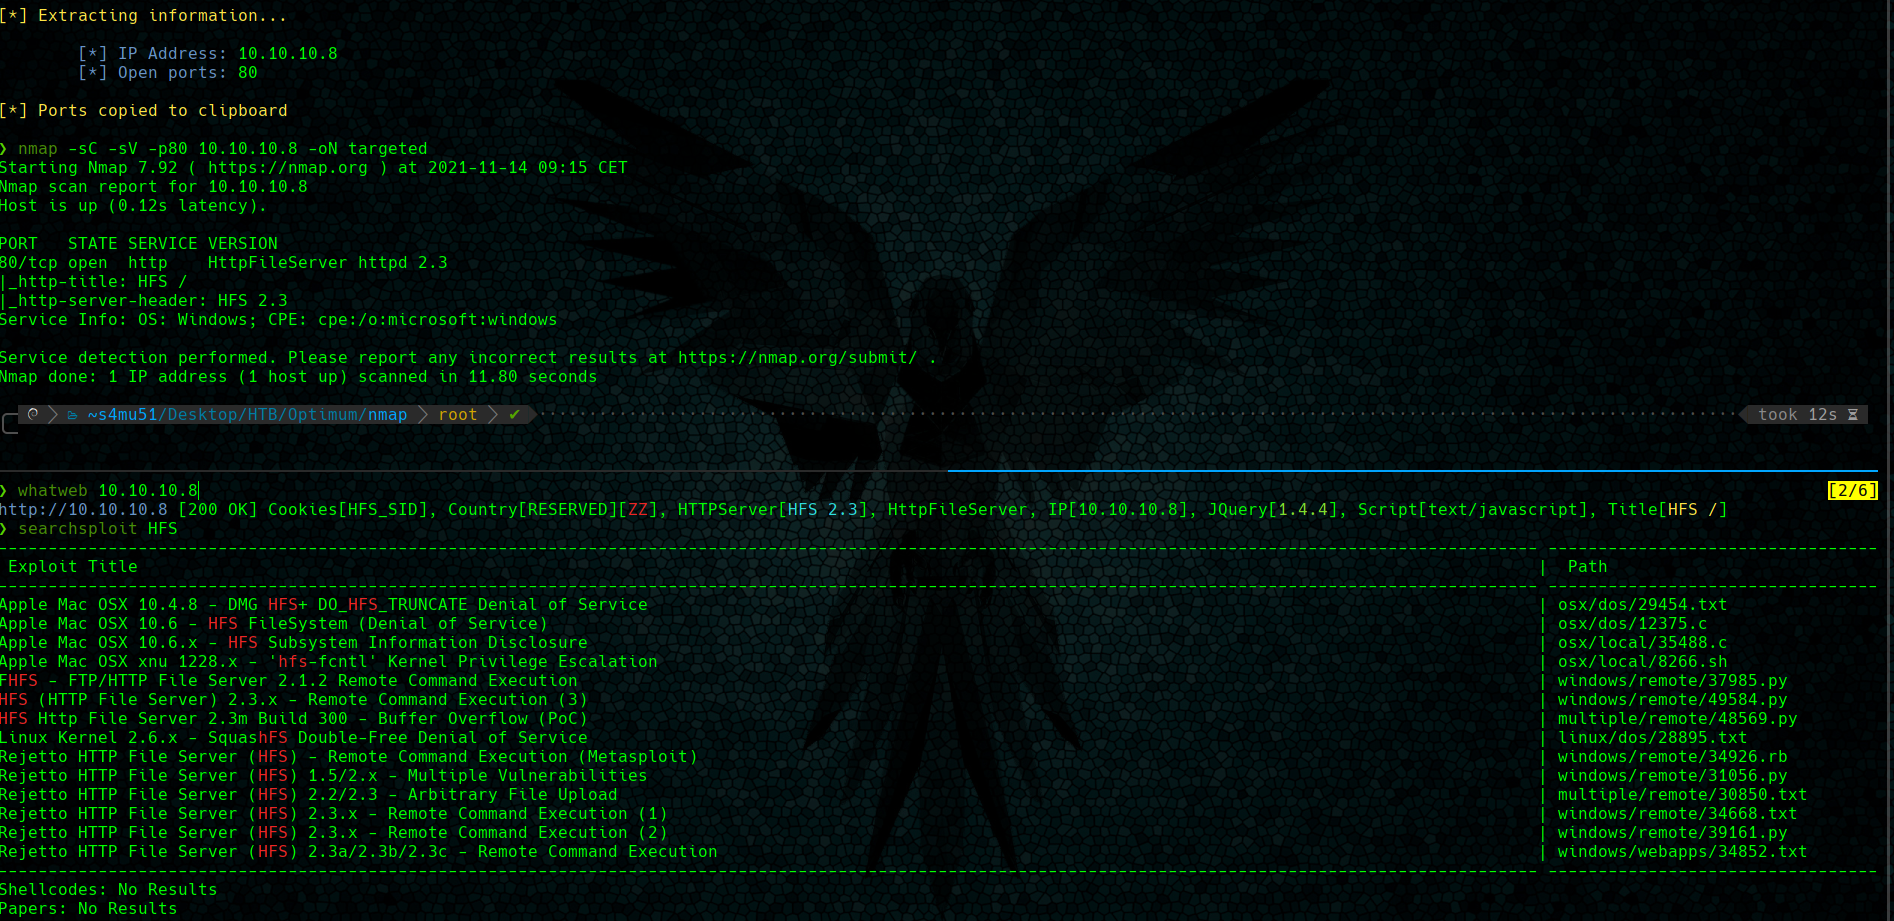 [*] Extracting information...
[*] IP Address: 10.10.10.8
[*] Open ports: 80
[*] Ports copied to clipboard
❯ nmap -sC -sV -p80 10.10.10.8 -oN targeted
Starting Nmap 7.92 ( https://nmap.org ) at 2021-11-14 09:15 CET
Nmap scan report for 10.10.10.8
Host is up (0.12s latency).
PORT   STATE SERVICE VERSION
80/tcp open  http    HttpFileServer httpd 2.3
|_http-title: HFS /
|_http-server-header: HFS 2.3
Service Info: OS: Windows; CPE: cpe:/o:microsoft:windows
Service detection performed. Please report any incorrect results at https://nmap.org/submit/ .
Nmap done: 1 IP address (1 host up) scanned in 11.80 seconds
~s4mu51/Desktop/HTB/Optimum/nmap root ✔ took 12s
❯ whatweb 10.10.10.8 [2/6]
http://10.10.10.8 [200 OK] Cookies[HFS_SID], Country[RESERVED][ZZ], HTTPServer[HFS 2.3], HttpFileServer, IP[10.10.10.8], JQuery[1.4.4], Script[text/javascript], Title[HFS /]
❯ searchsploit HFS
Exploit Title | Path
Apple Mac OSX 10.4.8 - DMG HFS+ DO_HFS_TRUNCATE Denial of Service | osx/dos/29454.txt
Apple Mac OSX 10.6 - HFS FileSystem (Denial of Service) | osx/dos/12375.c
Apple Mac OSX 10.6.x - HFS Subsystem Information Disclosure | osx/local/35488.c
Apple Mac OSX xnu 1228.x - 'hfs-fcntl' Kernel Privilege Escalation | osx/local/8266.sh
FHFS - FTP/HTTP File Server 2.1.2 Remote Command Execution | windows/remote/37985.py
HFS (HTTP File Server) 2.3.x - Remote Command Execution (3) | windows/remote/49584.py
HFS Http File Server 2.3m Build 300 - Buffer Overflow (PoC) | multiple/remote/48569.py
Linux Kernel 2.6.x - SquashFS Double-Free Denial of Service | linux/dos/28895.txt
Rejetto HTTP File Server (HFS) - Remote Command Execution (Metasploit) | windows/remote/34926.rb
Rejetto HTTP File Server (HFS) 1.5/2.x - Multiple Vulnerabilities | windows/remote/31056.py
Rejetto HTTP File Server (HFS) 2.2/2.3 - Arbitrary File Upload | multiple/remote/30850.txt
Rejetto HTTP File Server (HFS) 2.3.x - Remote Command Execution (1) | windows/remote/34668.txt
Rejetto HTTP File Server (HFS) 2.3.x - Remote Command Execution (2) | windows/remote/39161.py
Rejetto HTTP File Server (HFS) 2.3a/2.3b/2.3c - Remote Command Execution | windows/webapps/34852.txt
Shellcodes: No Results
Papers: No Results